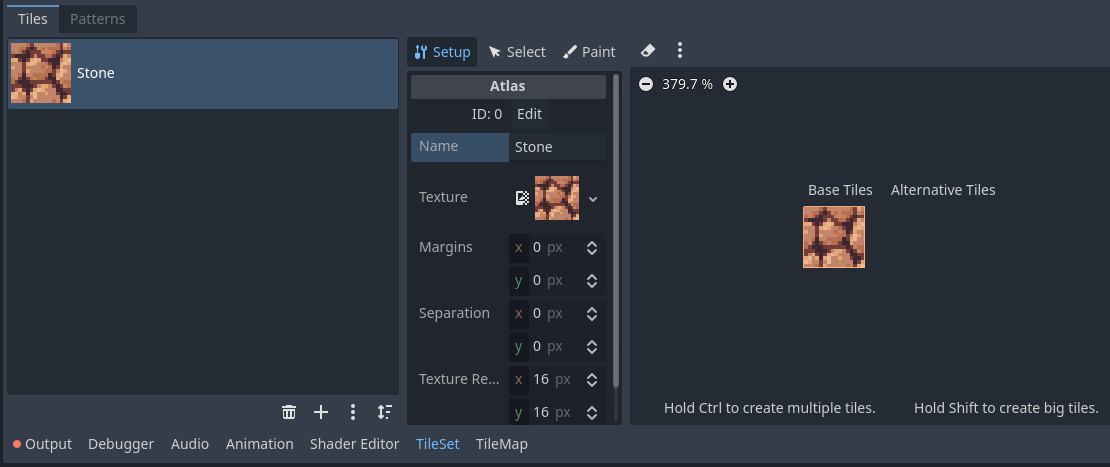 Tiles Patterns
Stone
Setup Select Paint
Atlas
ID: 0 Edit
Name Stone
Texture
Margins x 0 px
y 0 px
Separation x 0 px
y 0 px
Texture Re... x 16 px
y 16 px
379.7 %
Base Tiles Alternative Tiles
Hold Ctrl to create multiple tiles. Hold Shift to create big tiles.
Output Debugger Audio Animation Shader Editor TileSet TileMap